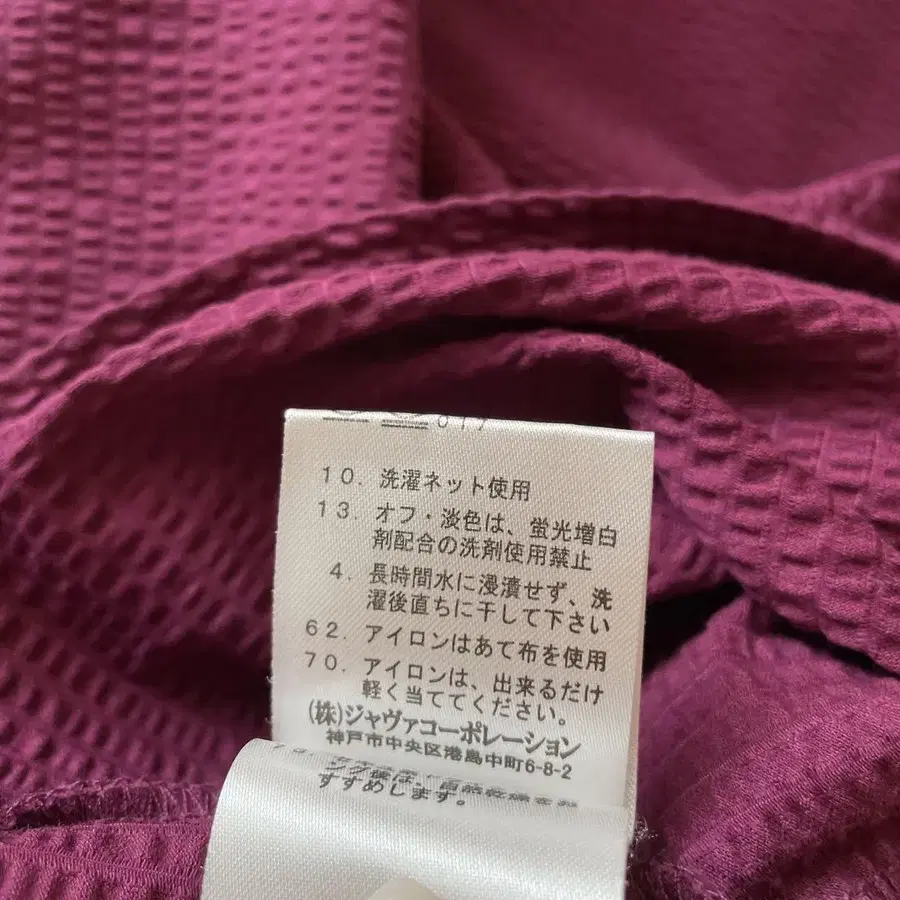 017
10. 洗濯ネット使用
13. オフ・淡色は、蛍光増白
剤配合の洗剤使用禁止
4. 長時間水に浸漬せず、洗
濯後直ちに干して下さい
62. アイロンはあて布を使用
70. アイロンは、出来るだけ
軽く当ててください。
(株)ジャヴァコーポレーション
神戸市中央区港島中町6-8-2
すすめします。